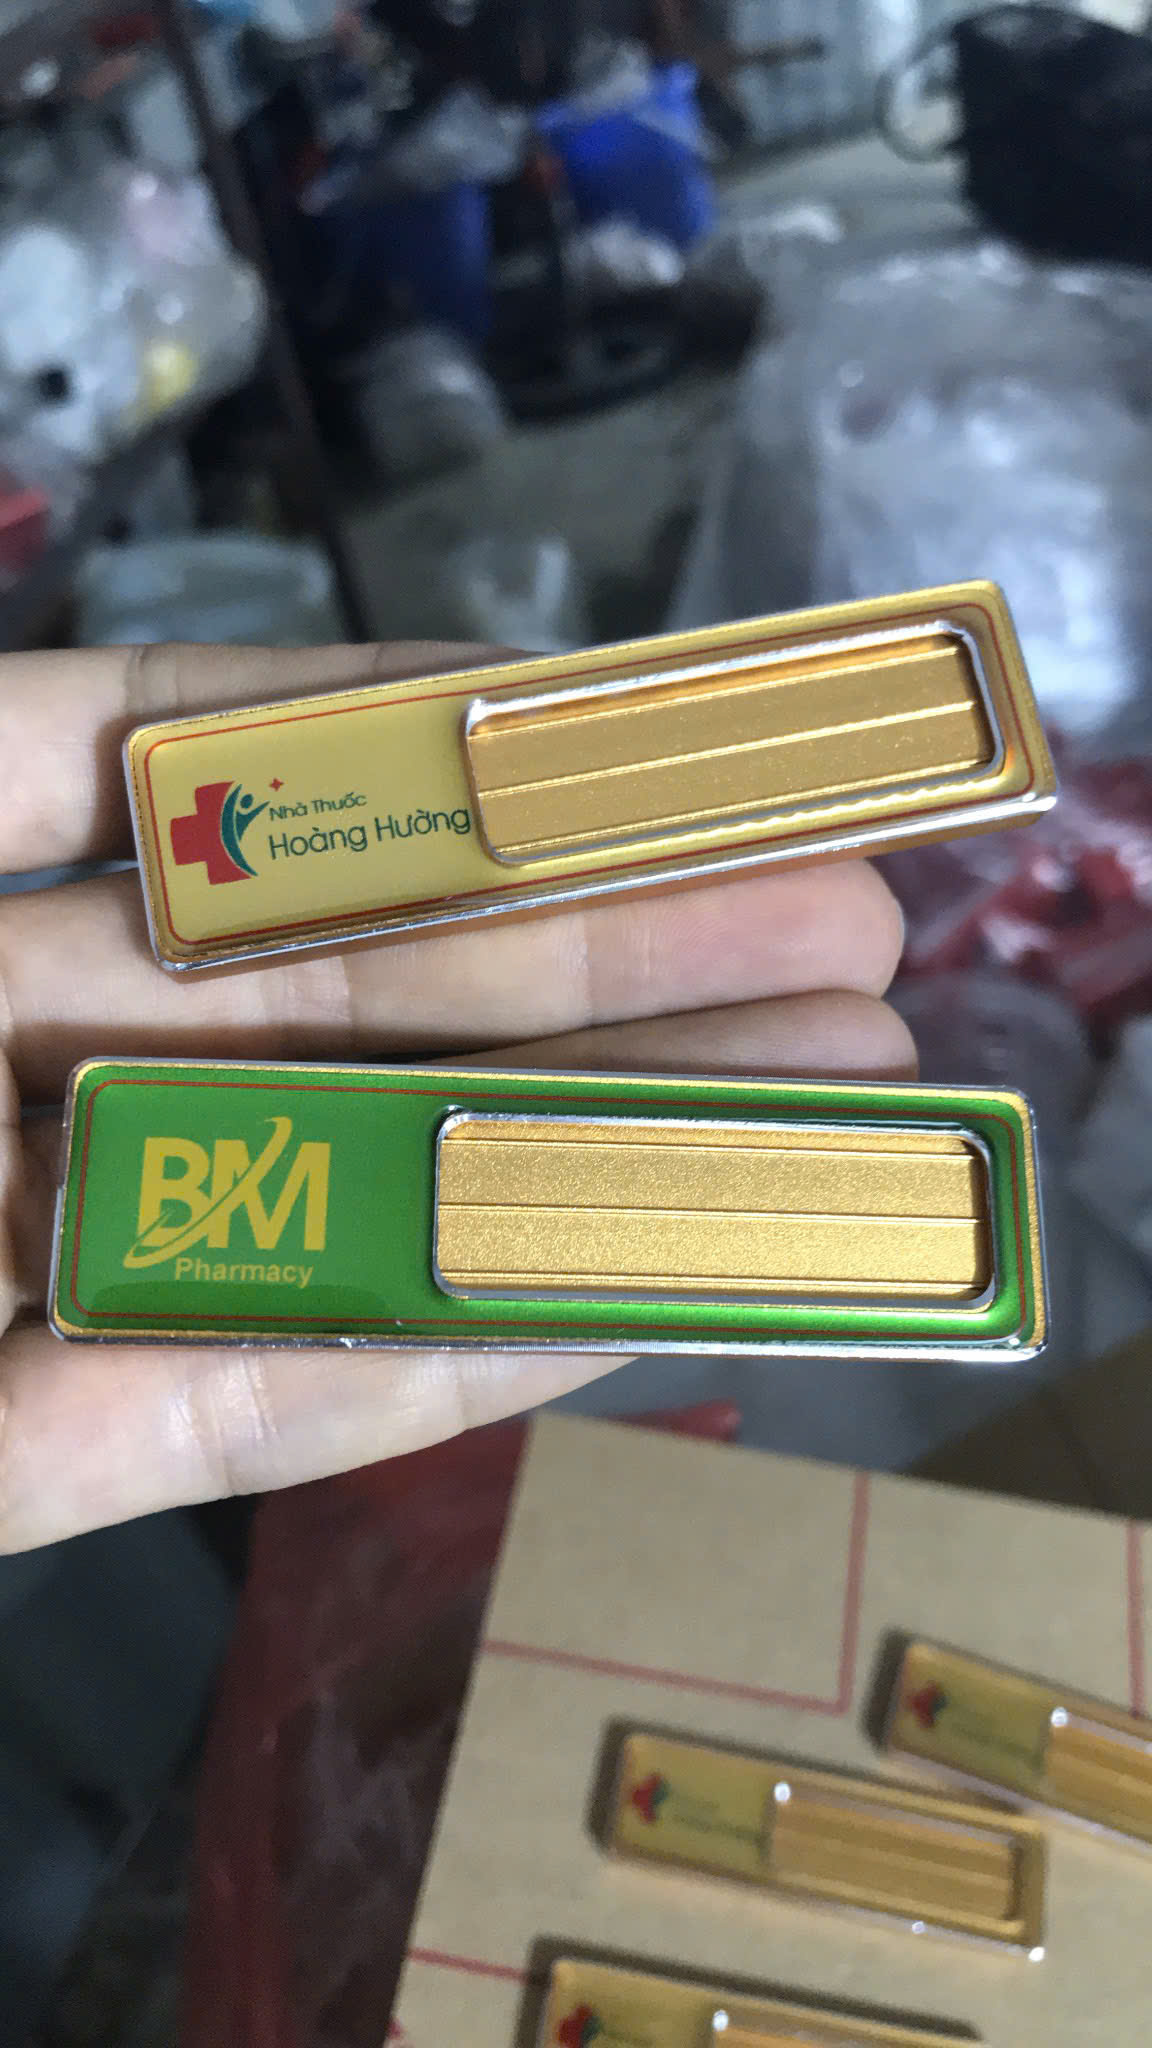 Nhà Thuốc
Hoàng Hường
BM
Pharmacy